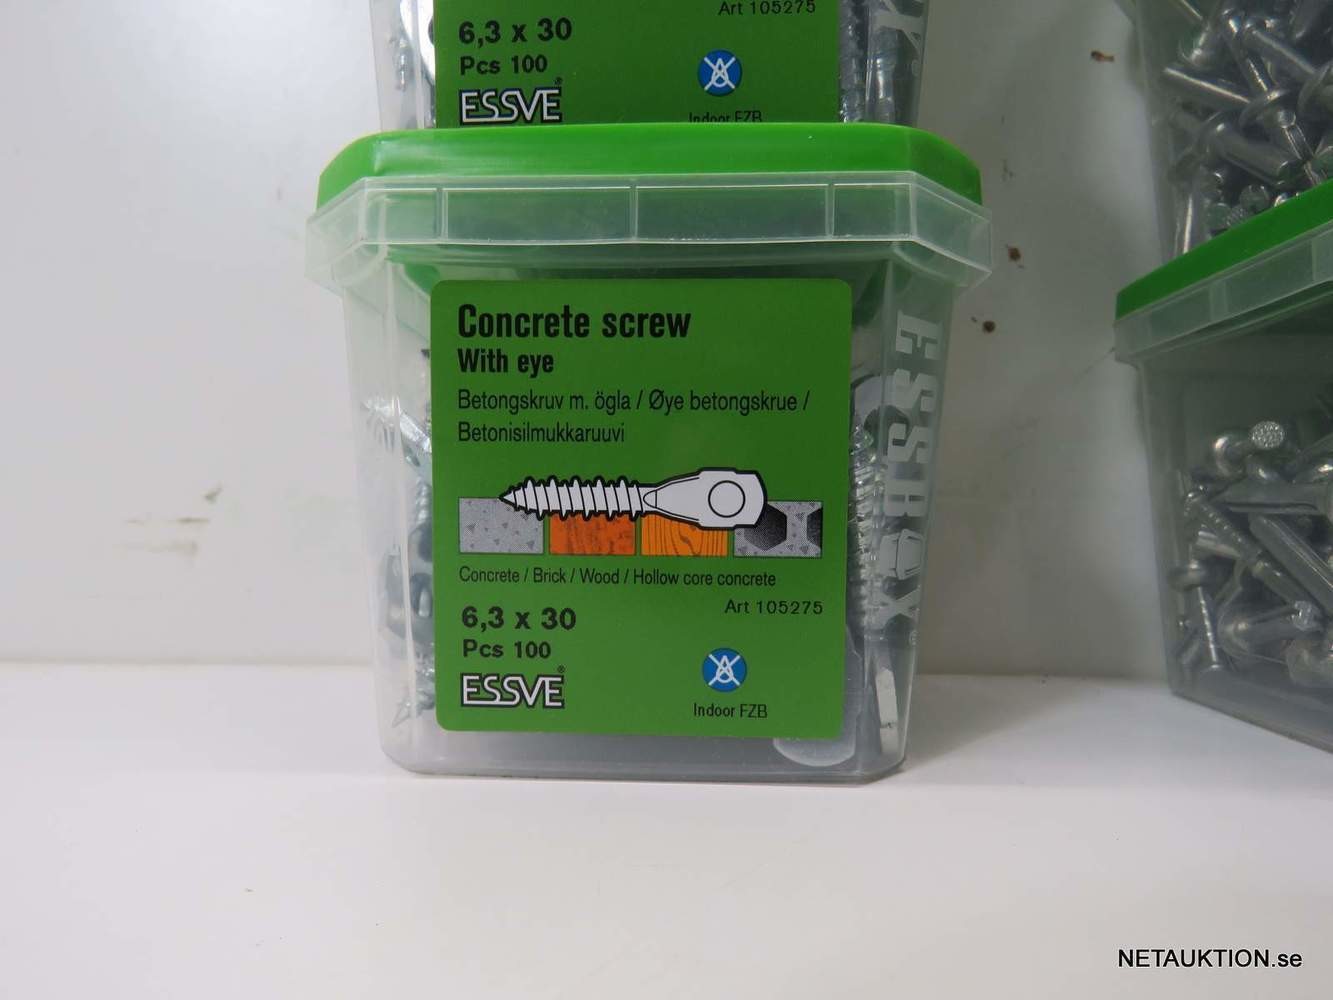 Art 105275
6,3 x 30
Pcs 100
ESSVE®
Indoor FZB
Concrete screw
With eye
Betongskruv m. ögla / Øye betongskrue /
Betonisilmukkaruuvi
Concrete / Brick / Wood / Hollow core concrete
Art 105275
6,3 x 30
Pcs 100
ESSVE®
Indoor FZB
ESSBOX®
NETAUKTION.se